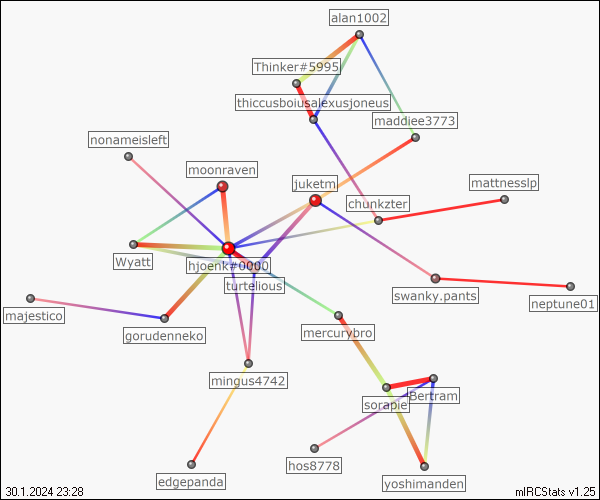 alan1002
Thinker#5995
thiccusboiusalexusjoneus
maddiee3773
nonameisleft
moonraven
juketm
mattnesslp
chunkzter
Wyatt
hjoenk#0000
turtelious
swanky.pants
neptune01
majestico
gorudenneko
mercurybro
mingus4742
sorapie
Bertram
edgepanda
hos8778
yoshimanden
30.1.2024 23:28
mIRCStats v1.25